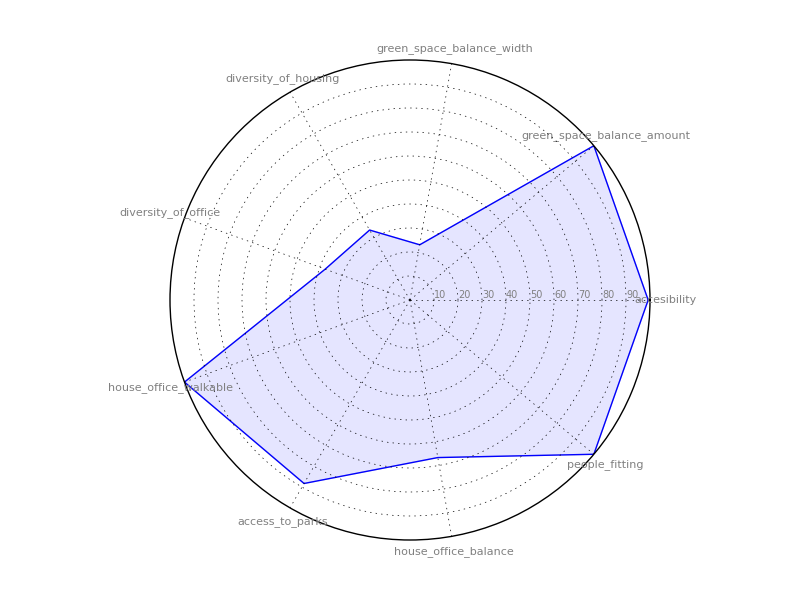 green_space_balance_width
diversity_of_housing
green_space_balance_amount
diversity_of_office
10 20 30 40 50 60 70 80 90
accesibility
house_office_walkable
people_fitting
access_to_parks
house_office_balance